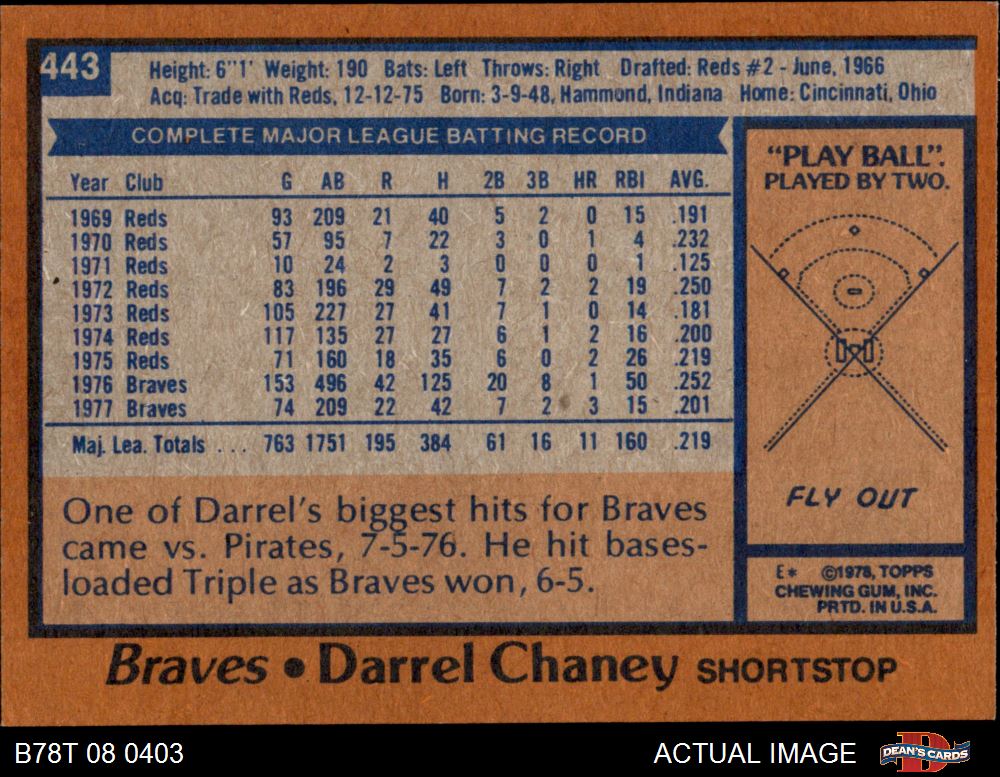 443
Height: 6"1' Weight: 190 Bats: Left Throws: Right Drafted: Reds #2 - June, 1966
Acq: Trade with Reds, 12-12-75 Born: 3-9-48, Hammond, Indiana Home: Cincinnati, Ohio
COMPLETE MAJOR LEAGUE BATTING RECORD
Year Club G AB R H 2B 3B HR RBI AVG.
1969 Reds 93 209 21 40 5 2 0 15 .191
1970 Reds 57 95 7 22 3 0 1 4 .232
1971 Reds 10 24 2 3 0 0 0 1 .125
1972 Reds 83 196 29 49 7 2 2 19 .250
1973 Reds 105 227 27 41 7 1 0 14 .181
1974 Reds 117 135 27 27 6 1 2 16 .200
1975 Reds 71 160 18 35 6 0 2 26 .219
1976 Braves 153 496 42 125 20 8 1 50 .252
1977 Braves 74 209 22 42 7 2 3 15 .201
Maj. Lea. Totals . . . 763 1751 195 384 61 16 11 160 .219
One of Darrel's biggest hits for Braves
came vs. Pirates, 7-5-76. He hit bases-
loaded Triple as Braves won, 6-5.
"PLAY BALL".
PLAYED BY TWO.
FLY OUT
E* ©1978, TOPPS
CHEWING GUM, INC.
PRTD. IN U.S.A.
Braves • Darrel Chaney SHORTSTOP
B78T 08 0403
ACTUAL IMAGE
D
DEAN'S CARDS